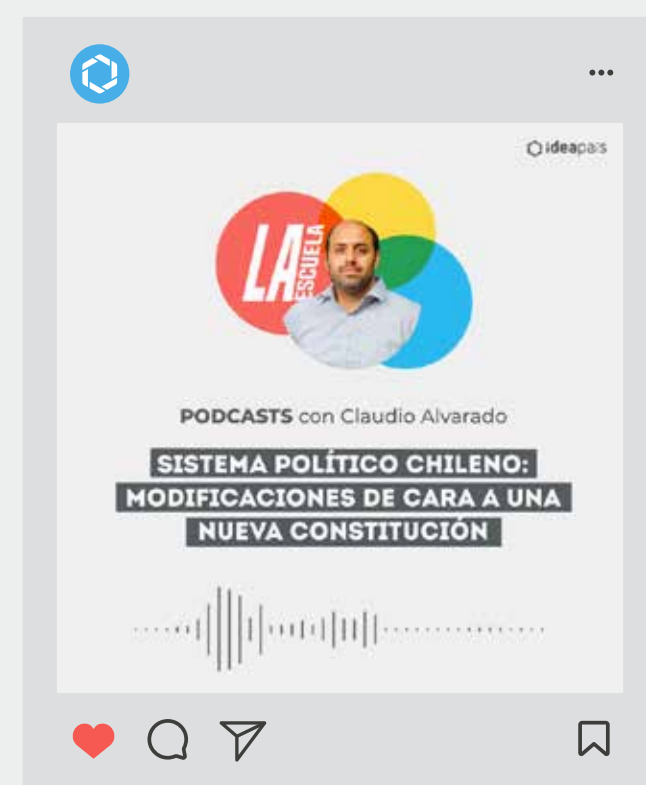 ideapaís
LA
ESCUELA
PODCASTS con Claudio Alvarado
SISTEMA POLÍTICO CHILENO:
MODIFICACIONES DE CARA A UNA
NUEVA CONSTITUCIÓN